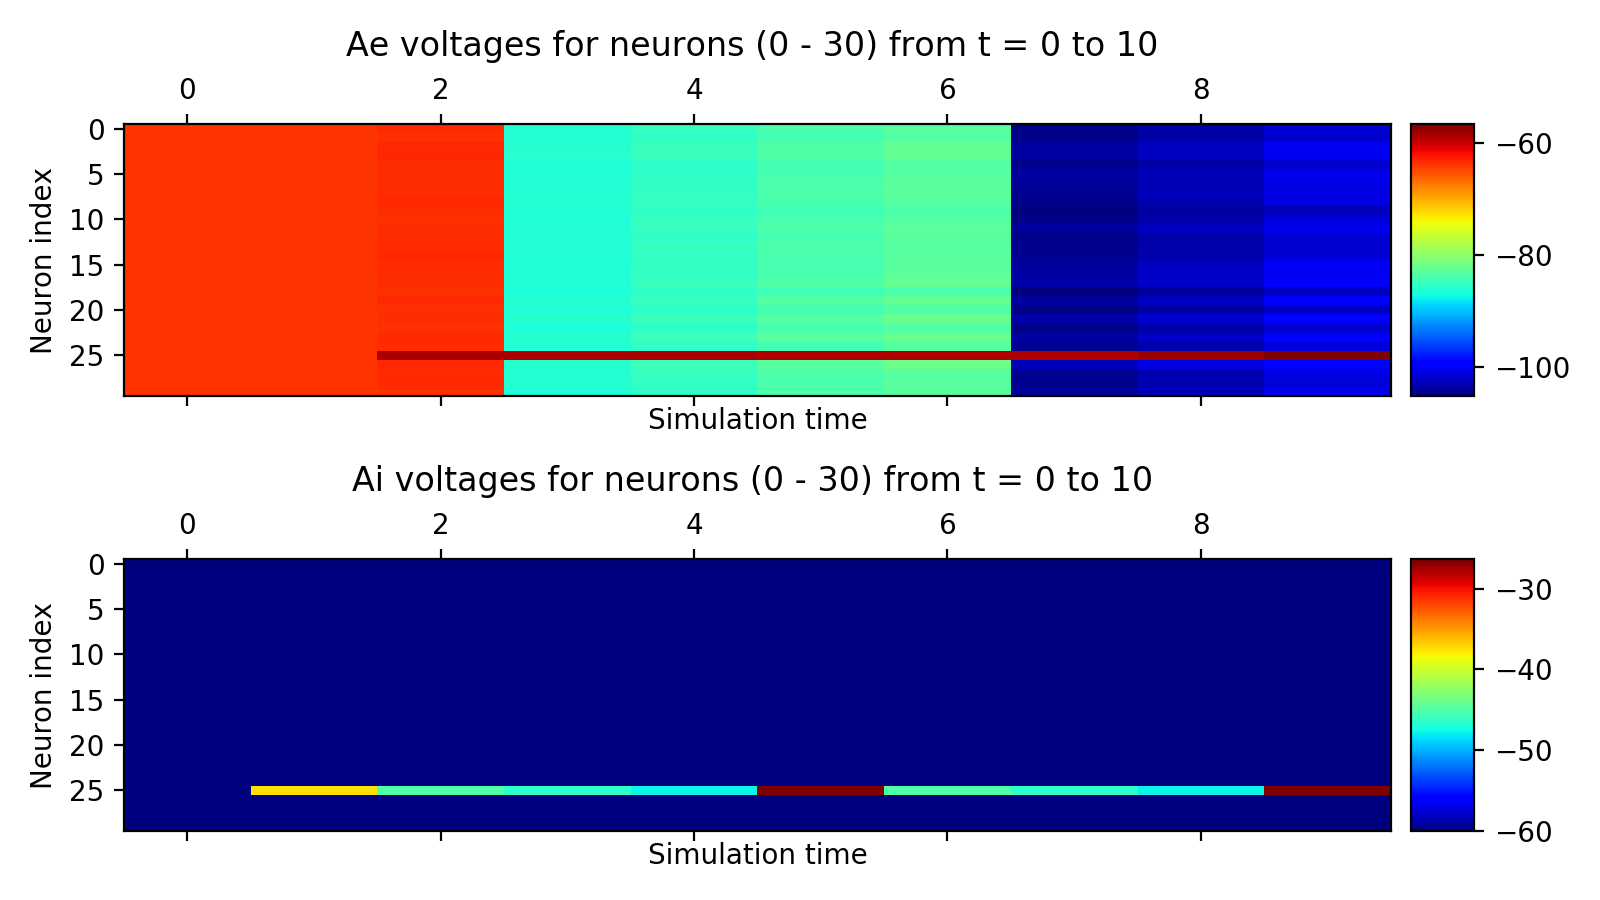 Ae voltages for neurons (0 - 30) from t = 0 to 10
0 2 4 6 8
Neuron index
0
5
10
15
20
25
−60
−80
−100
Simulation time
Ai voltages for neurons (0 - 30) from t = 0 to 10
0 2 4 6 8
Neuron index
0
5
10
15
20
25
−30
−40
−50
−60
Simulation time